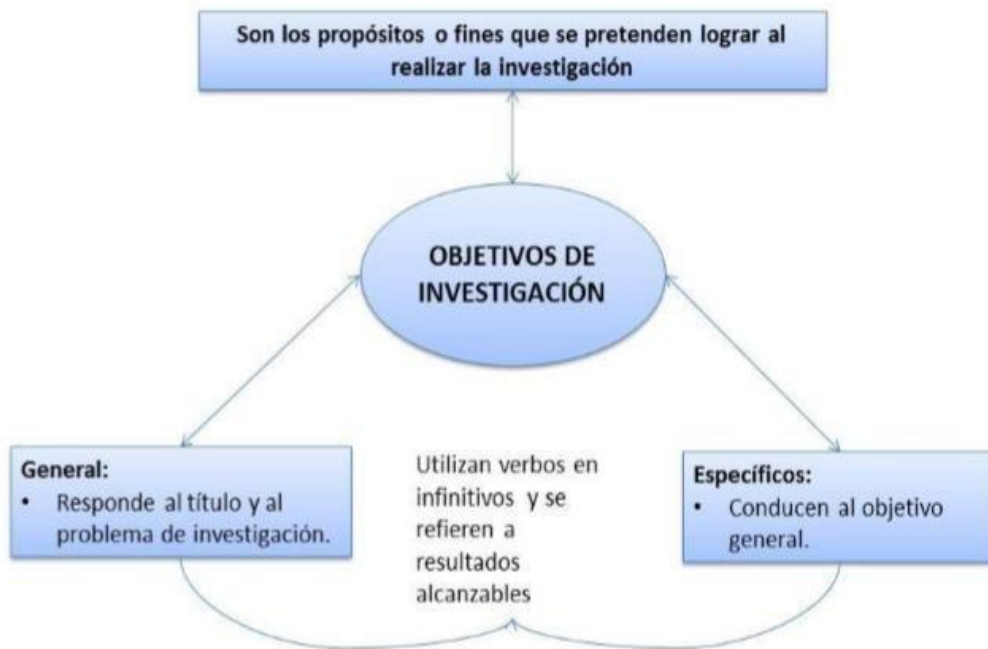 Son los propósitos o fines que se pretenden lograr al
realizar la investigación
OBJETIVOS DE
INVESTIGACIÓN
General:
• Responde al título y al
problema de investigación.
Utilizan verbos en
infinitivos y se
refieren a
resultados
alcanzables
Específicos:
• Conducen al objetivo
general.